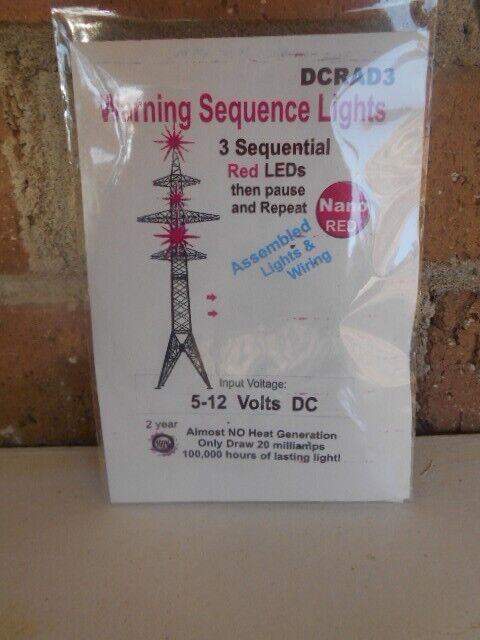 DCRAD3
Warning Sequence Lights
3 Sequential
Red LEDs
then pause
and Repeat
Nano
RED
Assembled
Lights &
Wiring
Input Voltage:
5-12 Volts DC
2 year
Almost NO Heat Generation
Only Draw 20 milliamps
100,000 hours of lasting light!